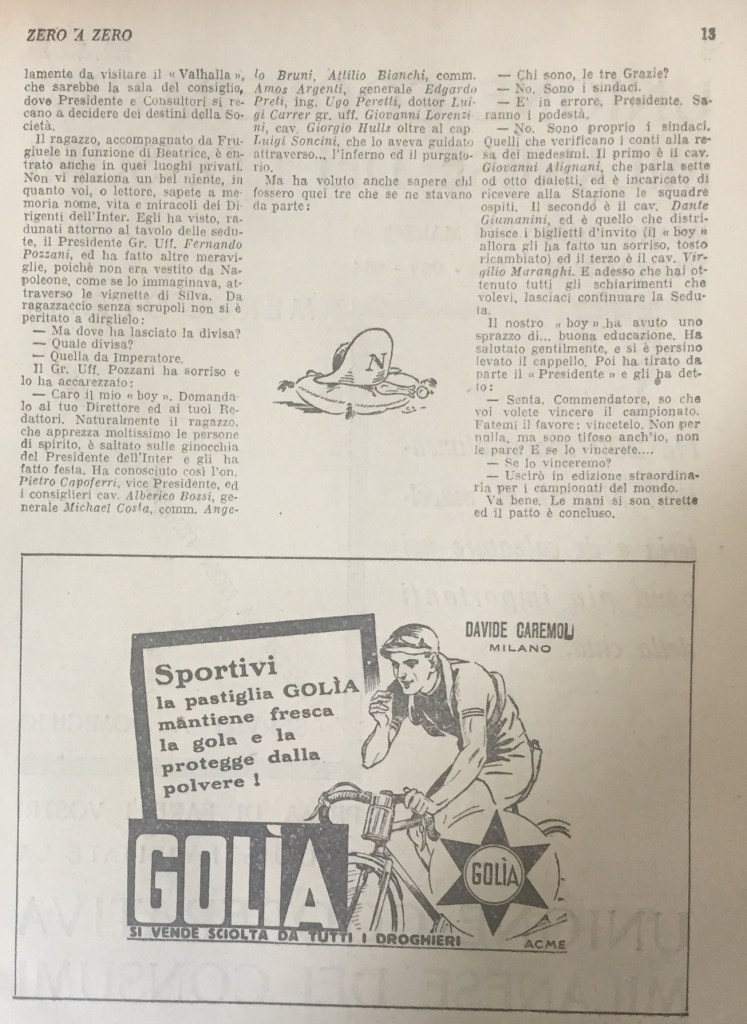 ZERO A ZERO
13
lamente da visitare il « Valhalla »,
che sarebbe la sala del consiglio,
dove Presidente e Consultori si re-
cano a decidere dei destini della So-
cietà.
Il ragazzo, accompagnato da Fru-
giuele in funzione di Beatrice, è en-
trato anche in quei luoghi privati.
Non vi relaziona un bel niente, in
quanto voi, o lettore, sapete a me-
moria nome, vita e miracoli dei Di-
rigenti dell'Inter. Egli ha visto, ra-
dunati attorno al tavolo delle sedu-
te, il Presidente Gr. Uff. Fernando
Pozzani, ed ha fatto altre meravi-
glie, poichè non era vestito da Na-
poleone, come se lo immaginava, at-
traverso le vignette di Silva. Da
ragazzaccio senza scrupoli non si è
peritato a dirglielo:
— Ma dove ha lasciato la divisa?
— Quale divisa?
— Quella da Imperatore.
Il Gr. Uff. Pozzani ha sorriso e
lo ha accarezzato:
— Caro il mio « boy ». Domanda-
lo al tuo Direttore ed ai tuoi Re-
dattori. Naturalmente il ragazzo,
che apprezza moltissimo le persone
di spirito, è saltato sulle ginocchia
del Presidente dell'Inter e gli ha
fatto festa. Ha conosciuto così l'on.
Pietro Capoferri, vice Presidente, ed
i consiglieri cav. Alberico Bossi, ge-
nerale Michael Costa, comm. Ange-
lo Bruni, Attilio Bianchi, comm.
Amos Argenti, generale Edgardo
Preti, ing. Ugo Peretti, dottor Lui-
gi Carrer gr. uff. Giovanni Lorenzi
ni, cav. Giorgio Hulls oltre al cap
Luigi Soncini, che lo aveva guidato
attraverso... l'inferno ed il purgato-
rio.
Ma ha voluto anche sapere chi
fossero quei tre che se ne stavano
da parte:
N
— Chi sono, le tre Grazie?
— No. Sono i sindaci.
— E' in errore, Presidente. Sa-
ranno i podestà.
— No. Sono proprio i sindaci.
Quelli che verificano i conti alla re-
sa dei medesimi. Il primo è il cav.
Giovanni Alignani, che parla sette
od otto dialetti, ed è incaricato di
ricevere alla Stazione le squadre
ospiti. Il secondo è il cav. Dante
Giumanini, ed è quello che distri-
buisce i biglietti d'invito (il « boy »
allora gli ha fatto un sorriso, tosto
ricambiato) ed il terzo è il cav. Vir-
gilio Maranghi. E adesso che hai ot-
tenuto tutti gli schiarimenti che
volevi, lasciaci continuare la Sedu-
ta.
Il nostro « boy » ha avuto uno
sprazzo di... buona educazione. Ha
salutato gentilmente, e si è persino
levato il cappello. Poi ha tirato da
parte il « Presidente » e gli ha det-
to:
— Senta, Commendatore, so che
voi volete vincere il campionato.
Fatemi il favore: vincetelo. Non per
nulla, ma sono tifoso anch'io, non
le pare? E se lo vincerete....
— Se lo vinceremo?
— Uscirò in edizione straordina-
ria per i campionati del mondo.
Va bene. Le mani si son strette
ed il patto è concluso.
DAVIDE CAREMOLI
MILANO
Sportivi
la pastiglia GOLÌA
mantiene fresca
la gola e la
protegge dalla
polvere !
GOLÌA
GOLÌA
SI VENDE SCIOLTA DA TUTTI I DROGHIERI
ACME